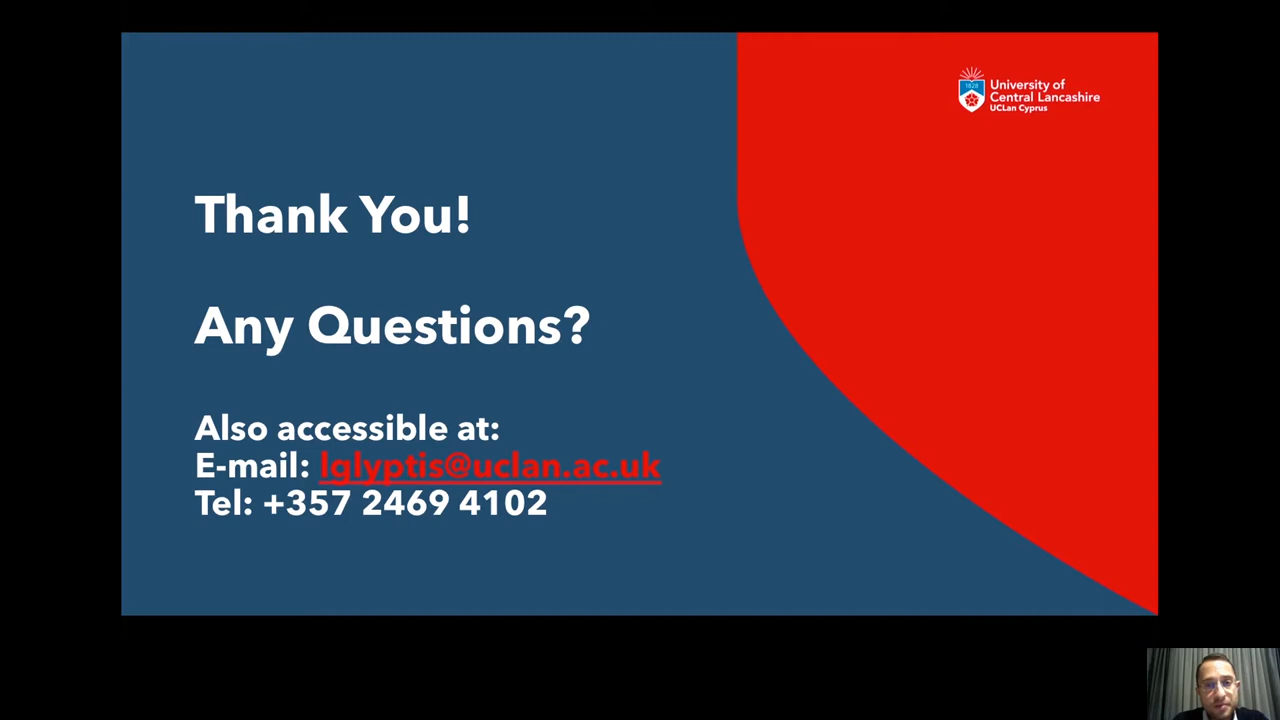 1828
University of
Central Lancashire
UCLan Cyprus
Thank You!
Any Questions?
Also accessible at:
E-mail: lglyptis@uclan.ac.uk
Tel: +357 2469 4102